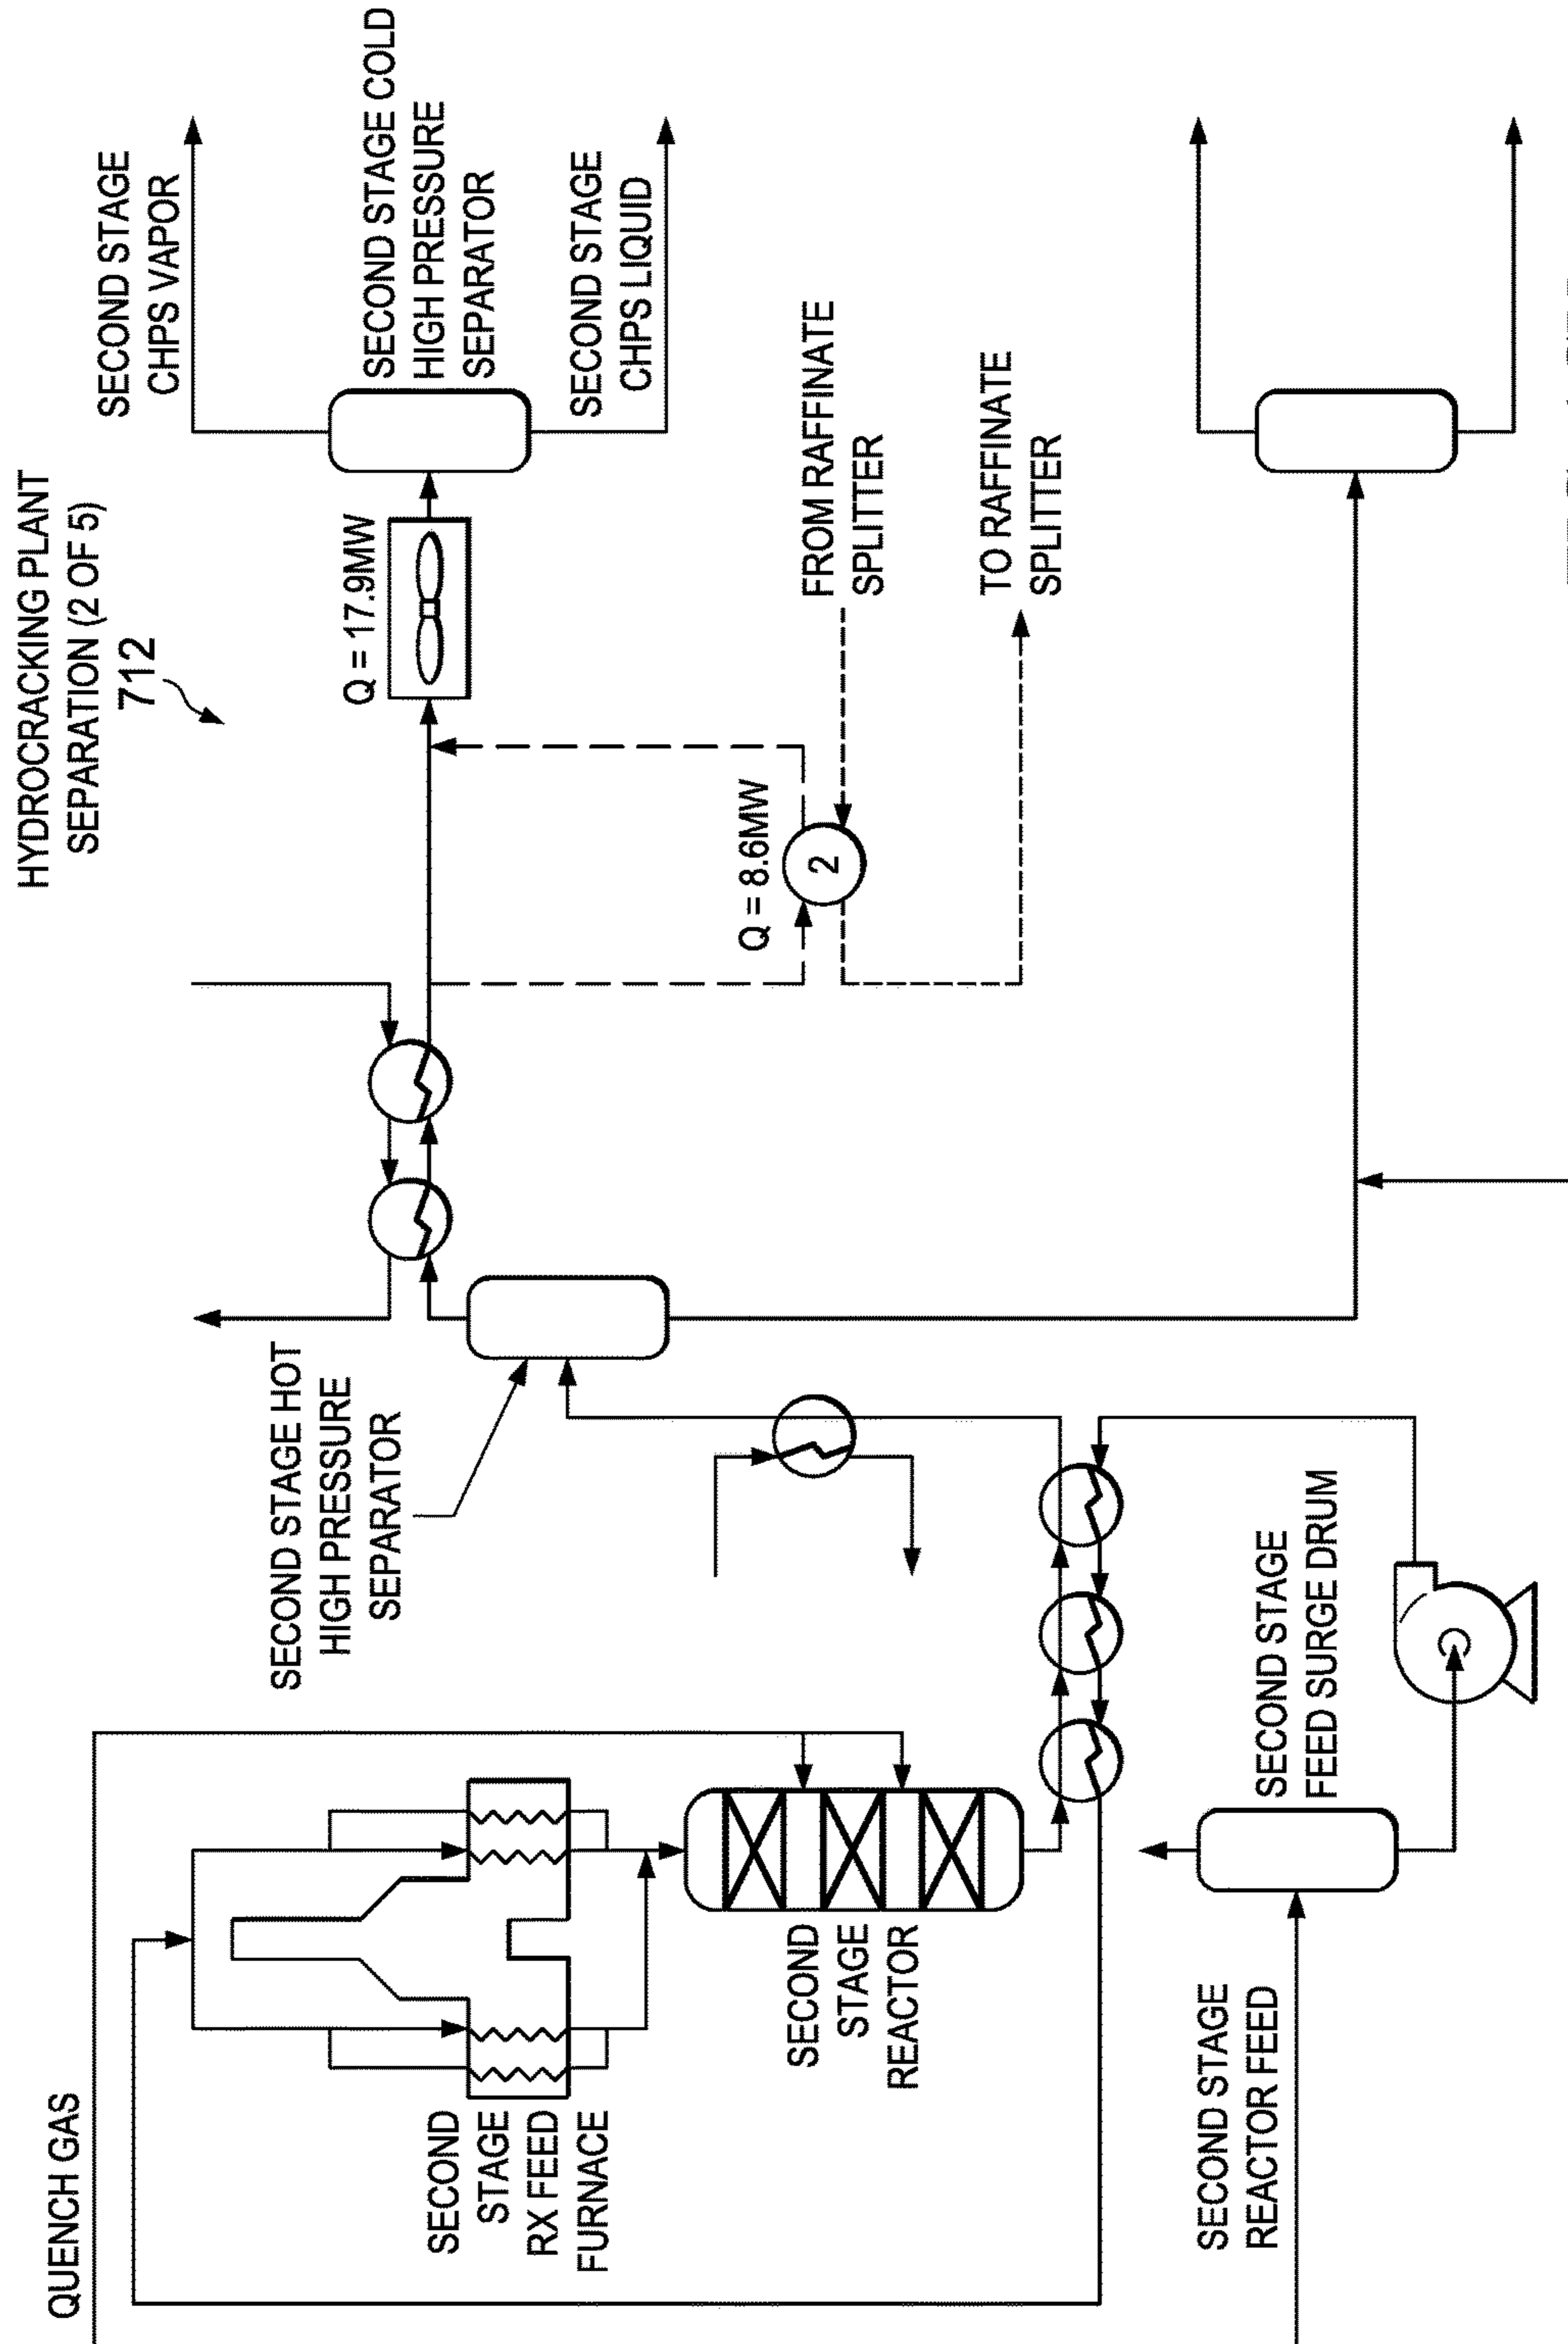 HYDROCRACKING PLANT
SEPARATION (2 OF 5)
712
QUENCH GAS
SECOND
STAGE
RX FEED
FURNACE
SECOND
STAGE
REACTOR
SECOND STAGE
REACTOR FEED
SECOND STAGE
FEED SURGE DRUM
SECOND STAGE HOT
HIGH PRESSURE
SEPARATOR
Q = 8.6MW
2
Q = 17.9MW
FROM RAFFINATE
SPLITTER
TO RAFFINATE
SPLITTER
SECOND STAGE
CHPS VAPOR
SECOND STAGE COLD
HIGH PRESSURE
SEPARATOR
SECOND STAGE
CHPS LIQUID